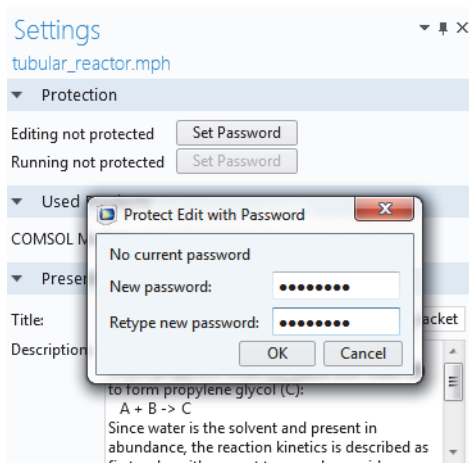 Settings
tubular_reactor.mph
Protection
Editing not protected Set Password
Running not protected Set Password
Used
Protect Edit with Password
COMSOL
No current password
New password: ●●●●●●●●
Retype new password: ●●●●●●●●
Title:
Description
OK Cancel
to form propylene glycol (C):
A + B -> C
Since water is the solvent and present in
abundance, the reaction kinetics is described as